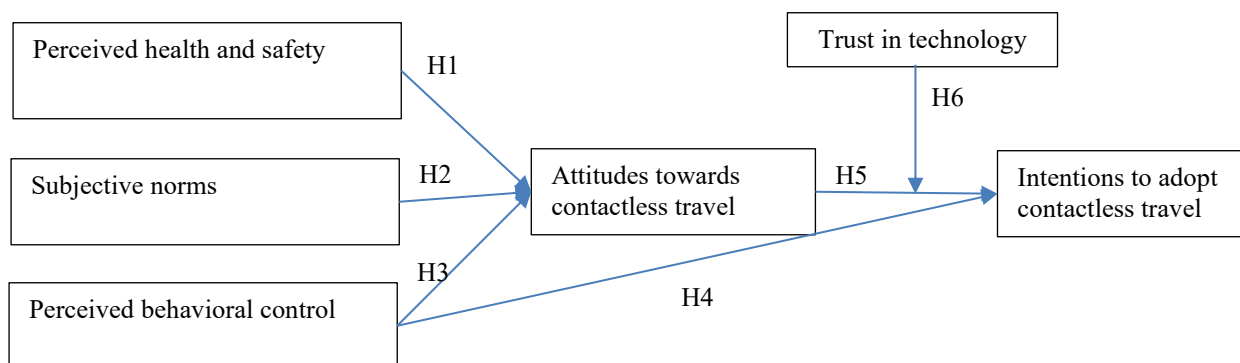 Perceived health and safety
H1
Trust in technology
H6
Subjective norms
H2
Attitudes towards
contactless travel
H5
Intentions to adopt
contactless travel
H3
Perceived behavioral control
H4